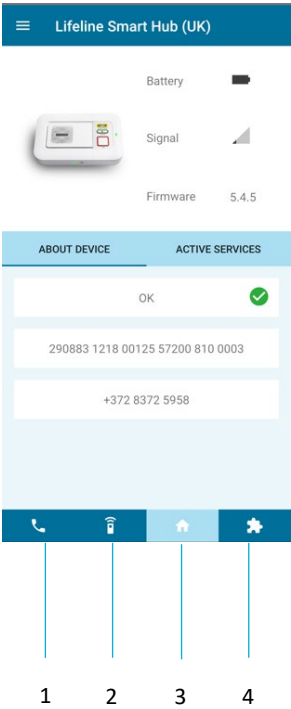 Lifeline Smart Hub (UK)
Battery
Signal
Firmware 5.4.5
ABOUT DEVICE ACTIVE SERVICES
OK
290883 1218 00125 57200 810 0003
+372 8372 5958
1 2 3 4